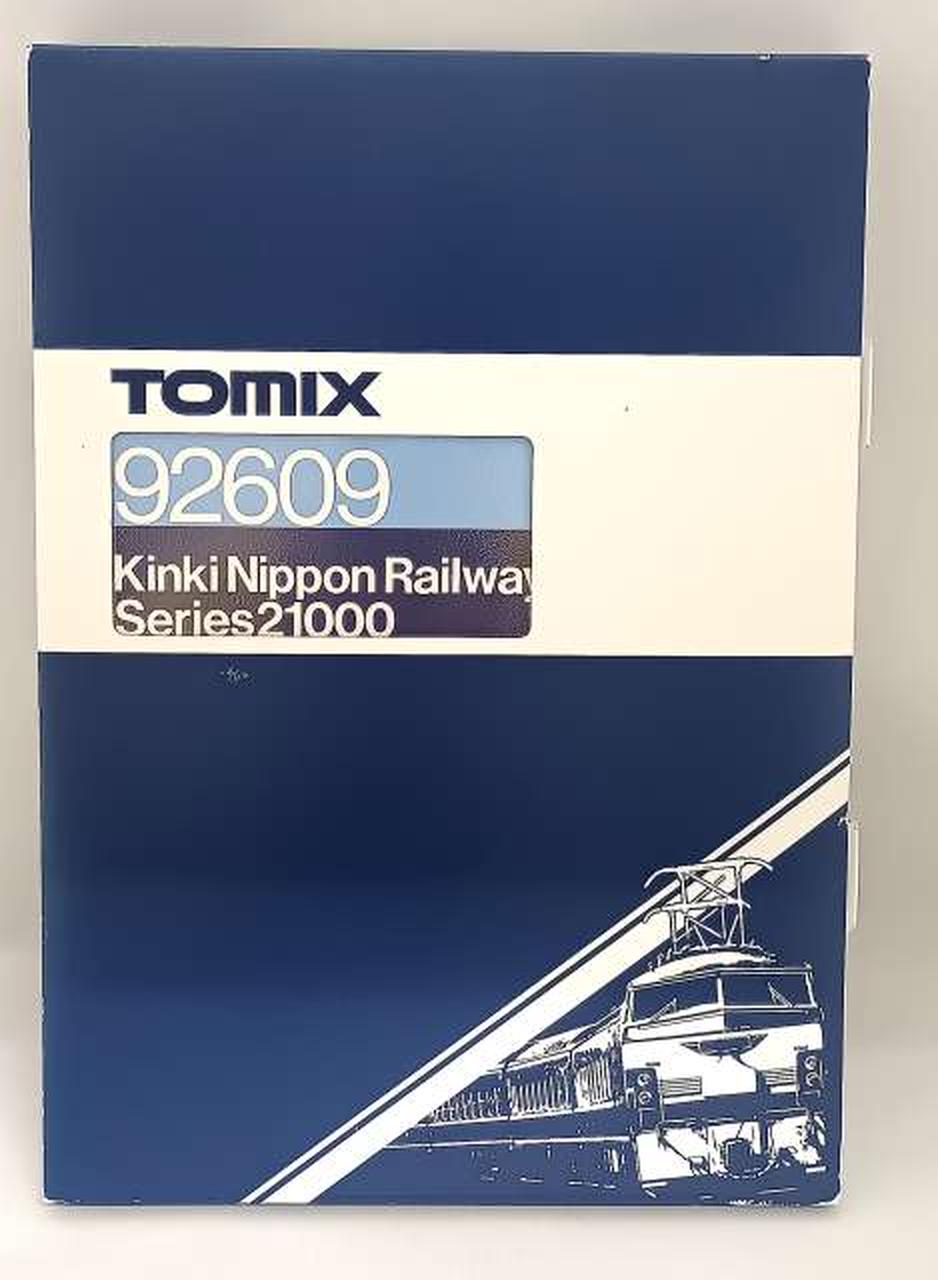 TOMIX
92609
Kinki Nippon Railway
Series21000